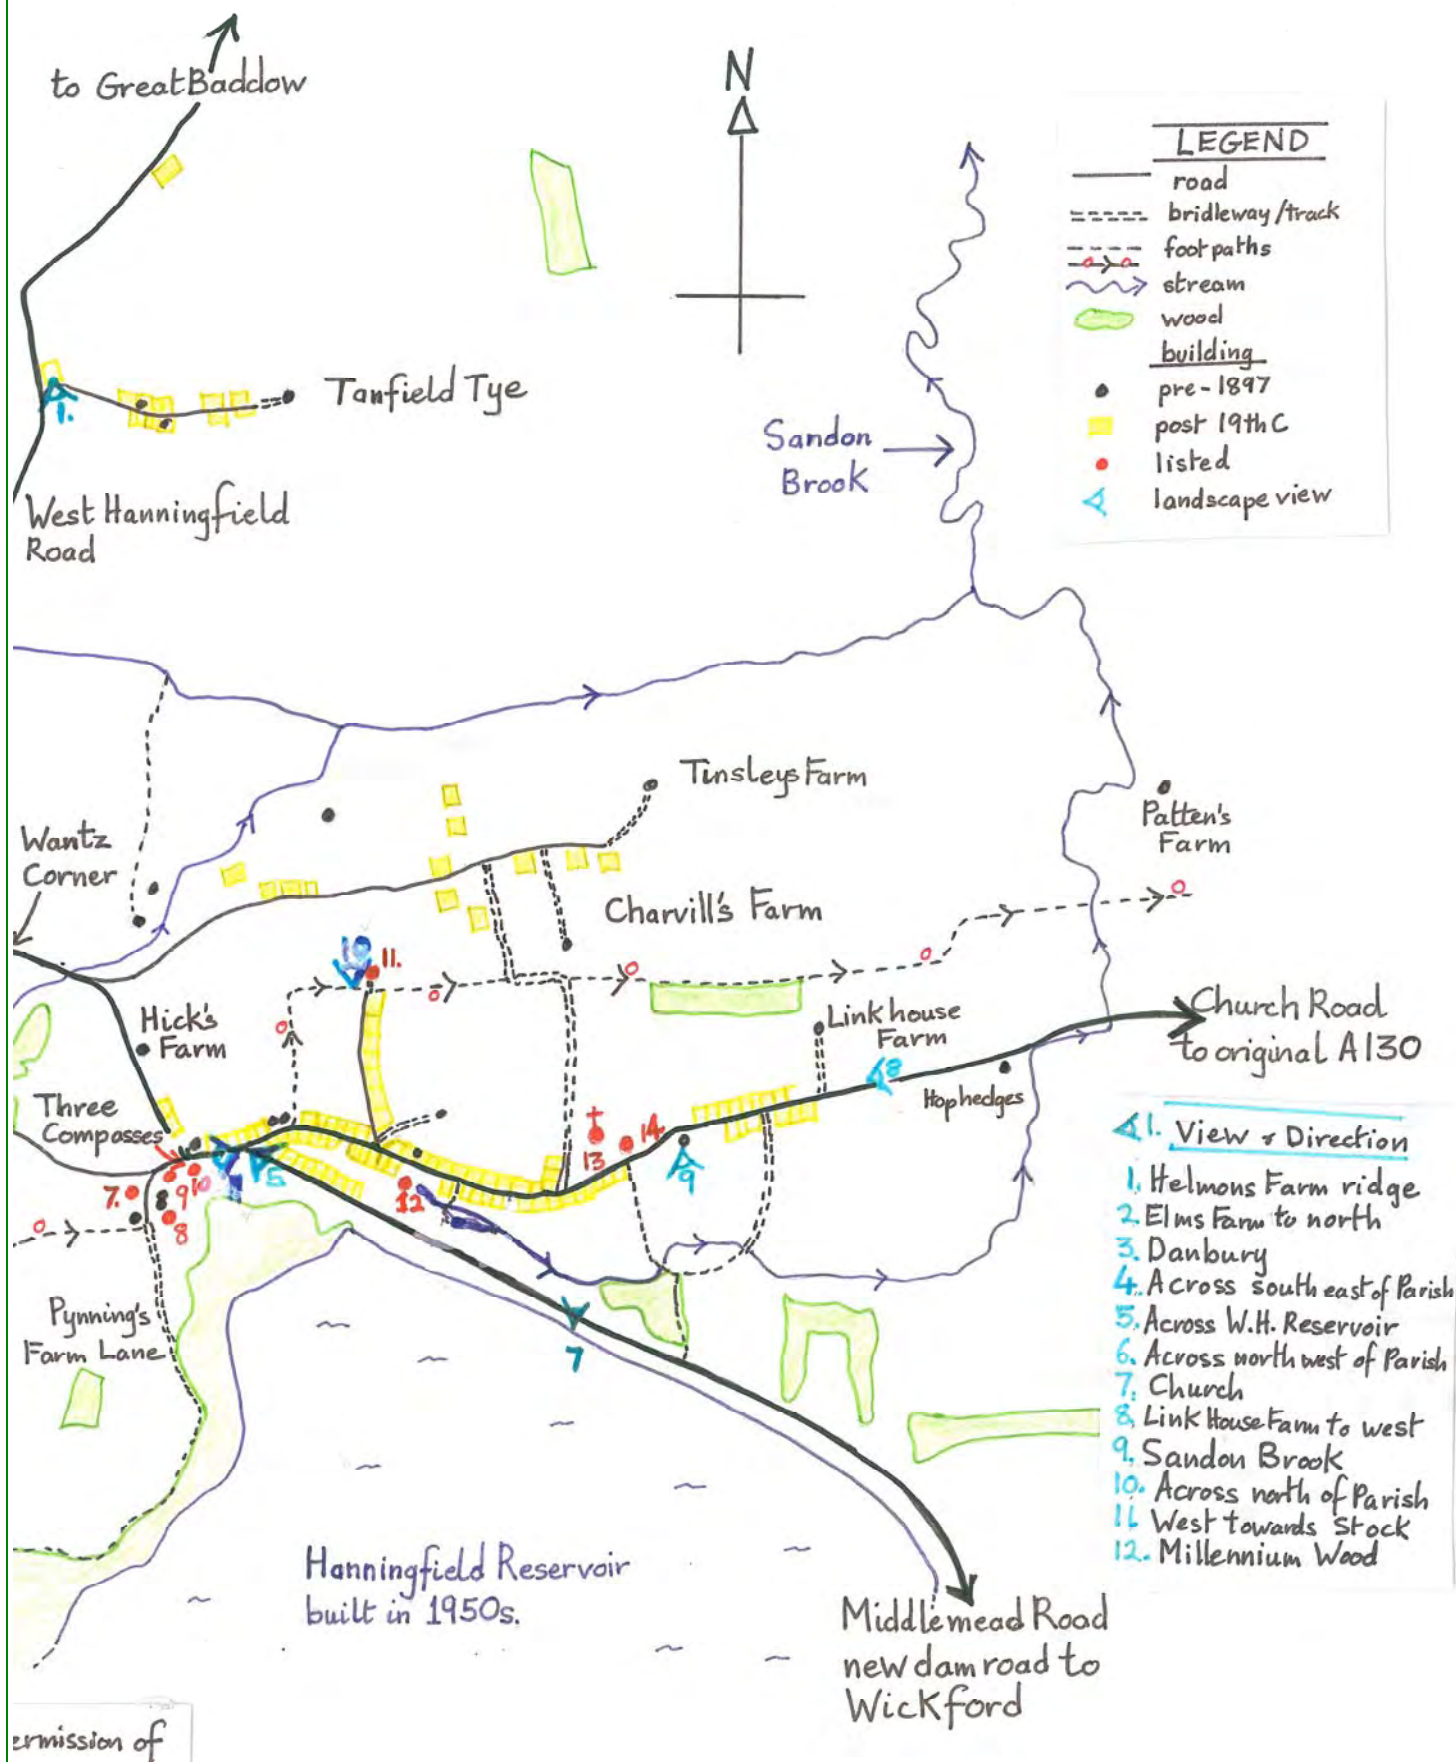 to Great Baddow
N
LEGEND
road
bridleway/track
footpaths
stream
wood
building
pre-1897
post 19thC
listed
landscape view
1.
Tanfield Tye
West Hanningfield
Road
Sandon
Brook
Tinsleys Farm
Patten's
Farm
Wantz
Corner
Charvill's Farm
11.
Hick's
Farm
Link house
Farm
Church Road
to original A130
8
Hophedges
Three
Compasses
13
14
9
5.
7.
9
10
8
12
Pynning's
Farm Lane
7
1. View & Direction
1. Helmons Farm ridge
2. Elms Farm to north
3. Danbury
4. Across south east of Parish
5. Across W.H. Reservoir
6. Across north west of Parish
7. Church
8. Link House Farm to west
9. Sandon Brook
10. Across north of Parish
11. West towards Stock
12. Millennium Wood
Hanningfield Reservoir
built in 1950s.
Middlemead Road
new dam road to
Wickford
ermission of